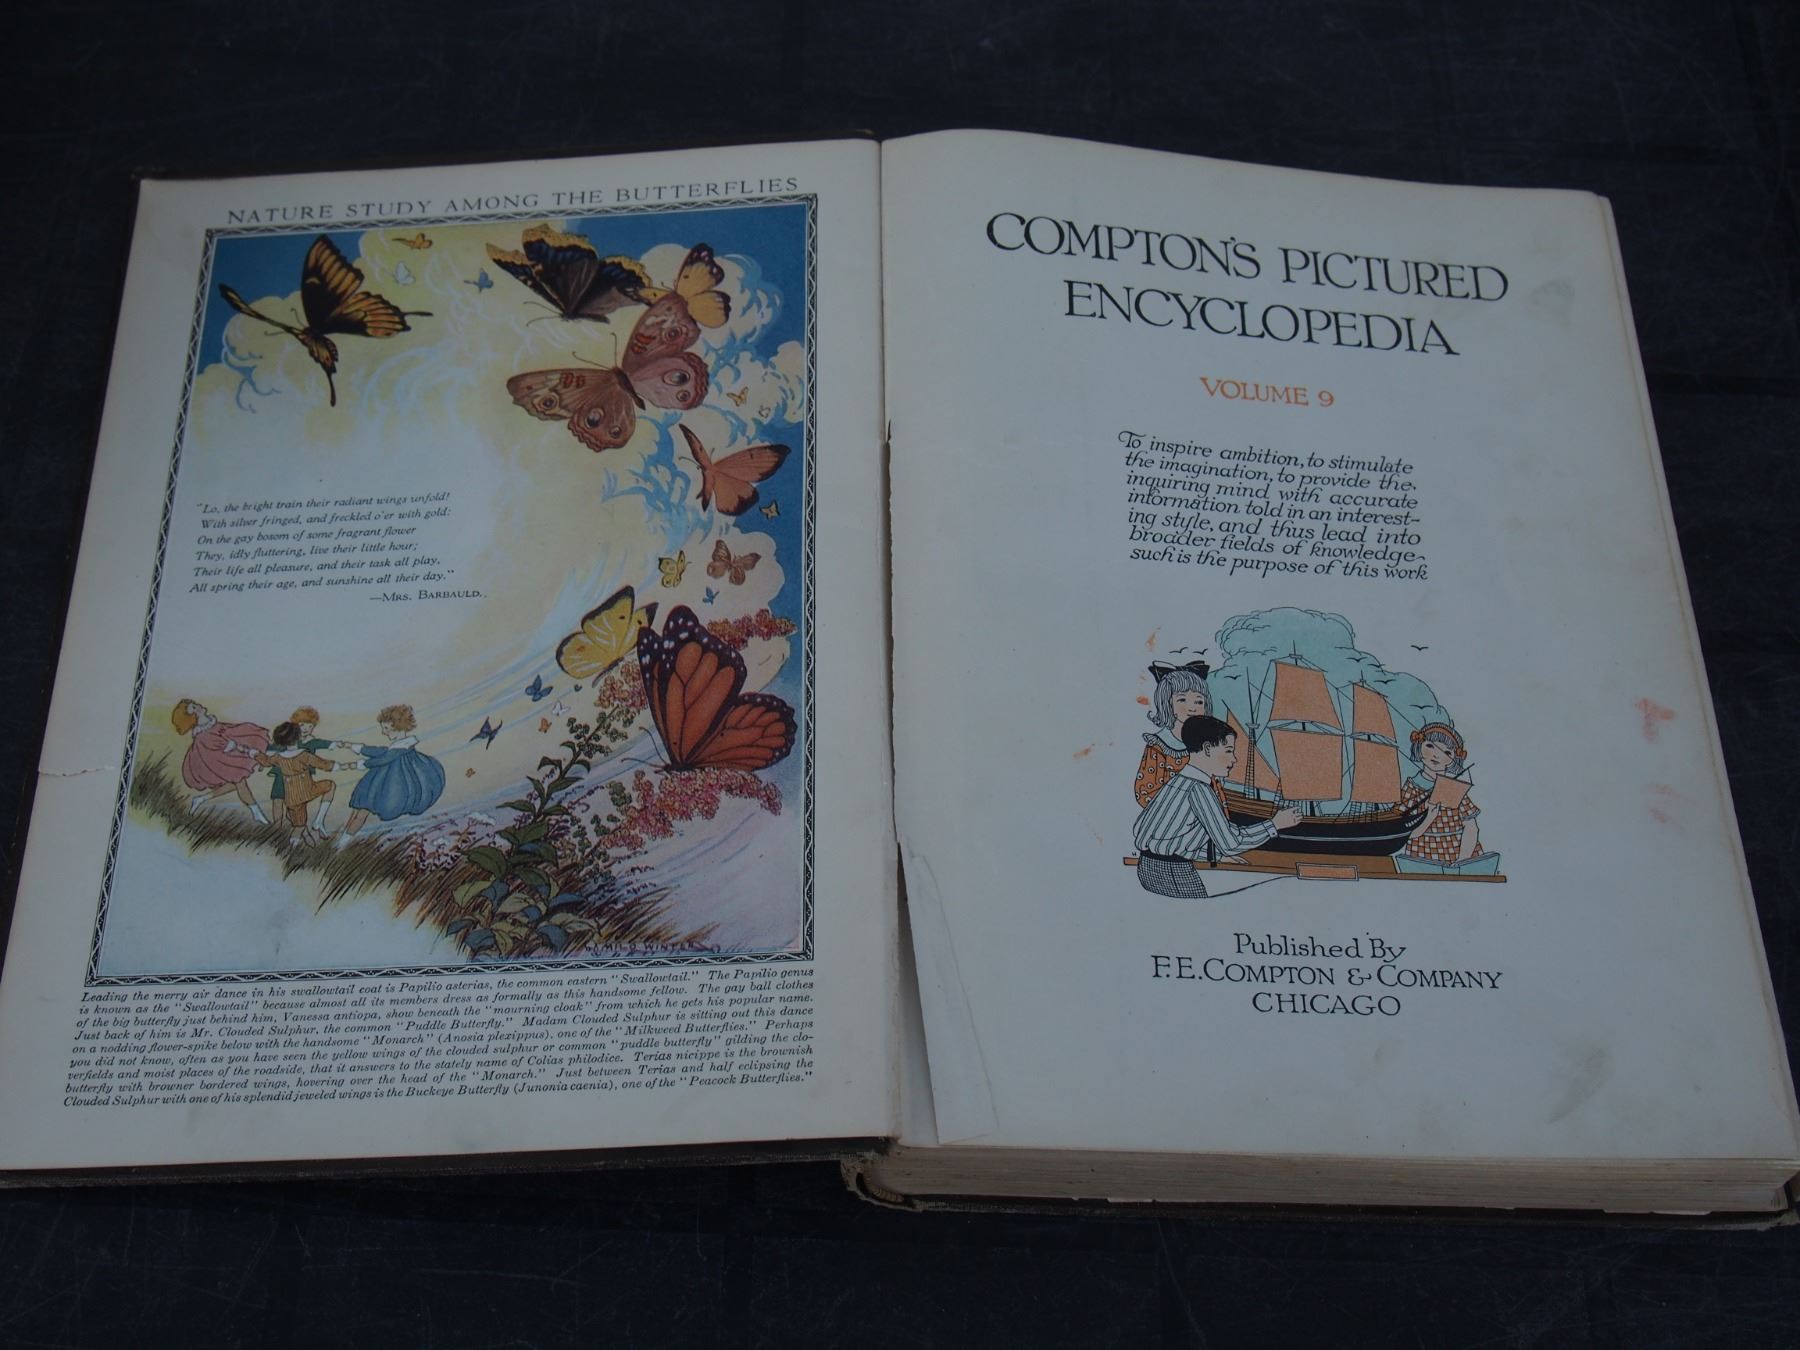 NATURE STUDY AMONG THE BUTTERFLIES
"Lo, the bright train their radiant wings unfold!
With silver fringed, and freckled o'er with gold:
On the gay bosom of some fragrant flower
They, idly fluttering, live their little hour;
Their life all pleasure, and their task all play,
All spring their age, and sunshine all their day."
—MRS. BARBAULD.
MILO WINTER
Leading the merry air dance in his swallowtail coat is Papilio asterias, the common eastern "Swallowtail." The Papilio genus
is known as the "Swallowtail" because almost all its members dress as formally as this handsome fellow. The gay ball clothes
of the big butterfly just behind him, Vanessa antiopa, show beneath the "mourning cloak" from which he gets his popular name.
Just back of him is Mr. Clouded Sulphur, the common "Puddle Butterfly." Madam Clouded Sulphur is sitting out this dance
on a nodding flower-spike below with the handsome "Monarch" (Anosia plexippus), one of the "Milkweed Butterflies." Perhaps
you did not know, often as you have seen the yellow wings of the clouded sulphur or common "puddle butterfly" gilding the clo-
verfields and moist places of the roadside, that it answers to the stately name of Colias philodice. Terias nicippe is the brownish
butterfly with browner bordered wings, hovering over the head of the "Monarch." Just between Terias and half eclipsing the
Clouded Sulphur with one of his splendid jeweled wings is the Buckeye Butterfly (Junonia caenia), one of the "Peacock Butterflies."
COMPTON'S PICTURED
ENCYCLOPEDIA
VOLUME 9
To inspire ambition, to stimulate
the imagination, to provide the
inquiring mind with accurate
information told in an interest-
ing style, and thus lead into
broader fields of knowledge~
such is the purpose of this work
Published By
F.E. COMPTON & COMPANY
CHICAGO